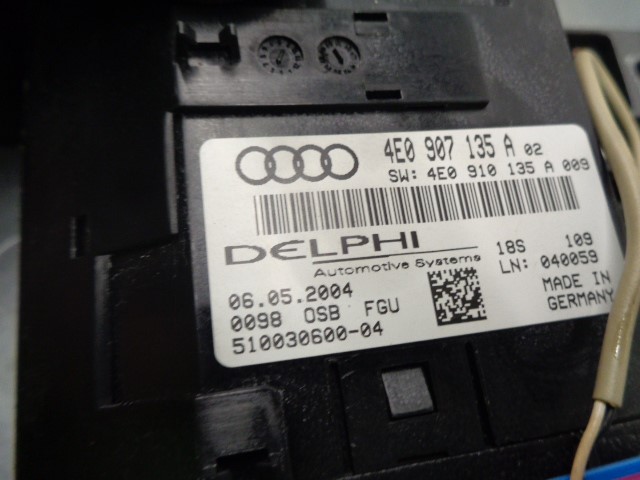 4E0 907 135 A 02
SW: 4E0 910 135 A 009
DELPHI
Automotive Systems
18S 109
LN: 040059
06.05.2004
0098 OSB FGU
510030600-04
MADE IN
GERMANY